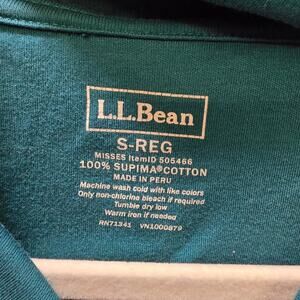 L.L.Bean
S-REG
MISSES ItemID 505466
100% SUPIMA® COTTON
MADE IN PERU
Machine wash cold with like colors
Only non-chlorine bleach if required
Tumble dry low
Warm iron if needed
RN71341 VN1000879